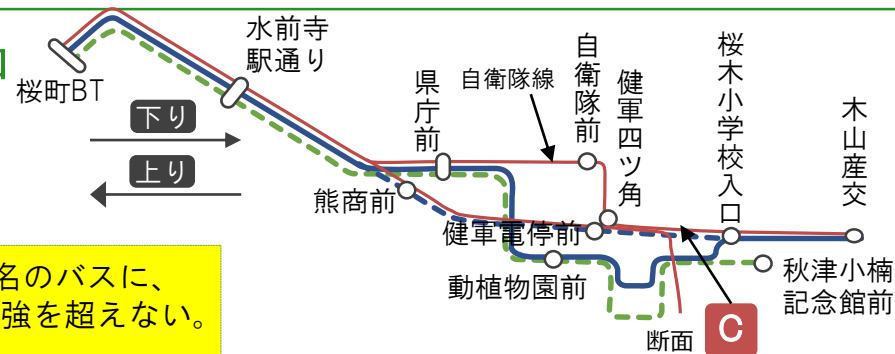 水前寺
駅通り
桜町BT
下り
上り
県庁前
自衛隊線
自衛隊前
健軍四ツ角
桜木小学校入口
木山産交
熊商前
健軍電停前
動植物園前
秋津小楠
記念館前
断面
C
名のバスに、
強を超えない。